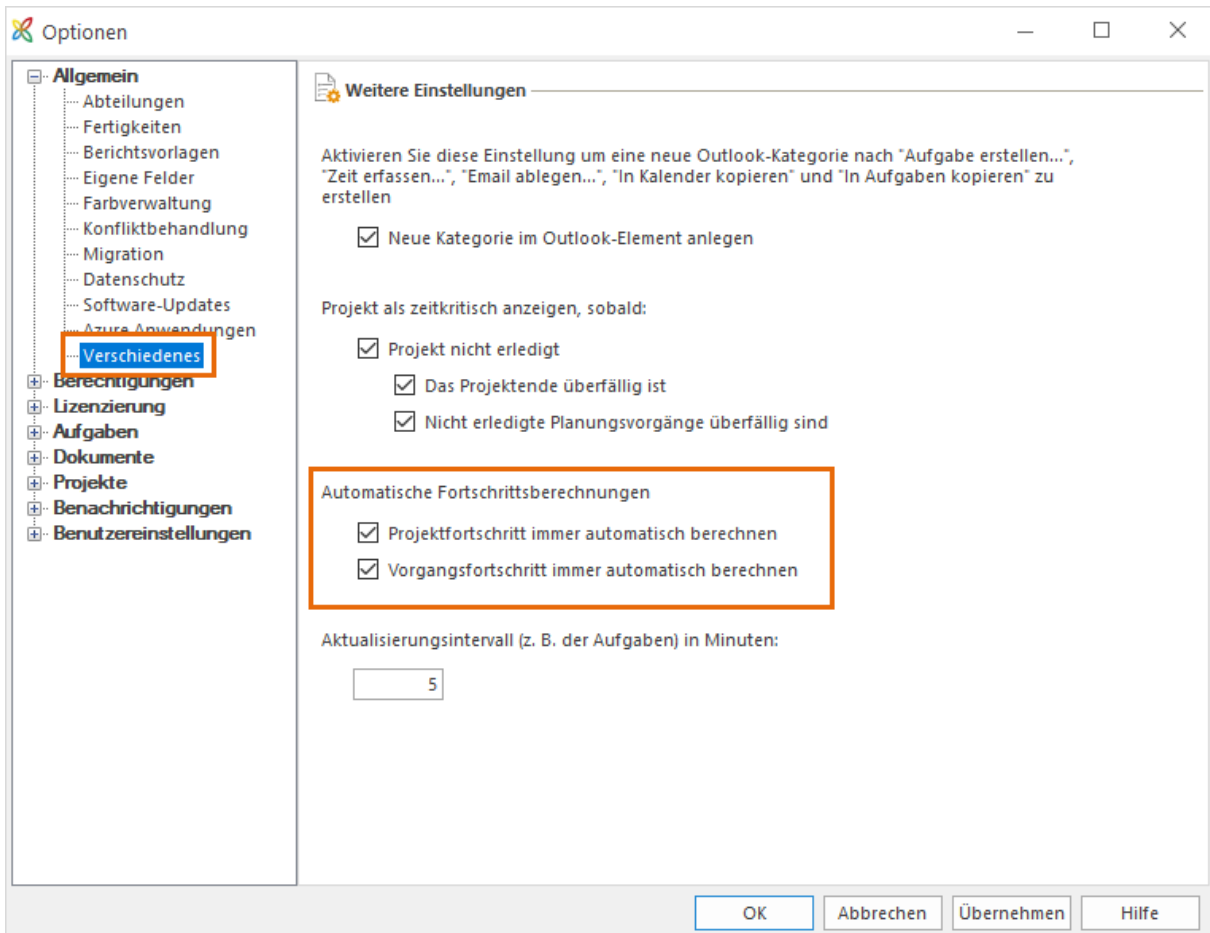 Optionen
Allgemein
Abteilungen
Fertigkeiten
Berichtsvorlagen
Eigene Felder
Farbverwaltung
Konfliktbehandlung
Migration
Datenschutz
Software-Updates
Azure Anwendungen
Verschiedenes
Berechtigungen
Lizenzierung
Aufgaben
Dokumente
Projekte
Benachrichtigungen
Benutzereinstellungen
Weitere Einstellungen
Aktivieren Sie diese Einstellung um eine neue Outlook-Kategorie nach "Aufgabe erstellen...",
"Zeit erfassen...", "Email ablegen...", "In Kalender kopieren" und "In Aufgaben kopieren" zu
erstellen
Neue Kategorie im Outlook-Element anlegen
Projekt als zeitkritisch anzeigen, sobald:
Projekt nicht erledigt
Das Projektende überfällig ist
Nicht erledigte Planungsvorgänge überfällig sind
Automatische Fortschrittsberechnungen
Projektfortschritt immer automatisch berechnen
Vorgangsfortschritt immer automatisch berechnen
Aktualisierungsintervall (z. B. der Aufgaben) in Minuten:
5
OK Abbrechen Übernehmen Hilfe